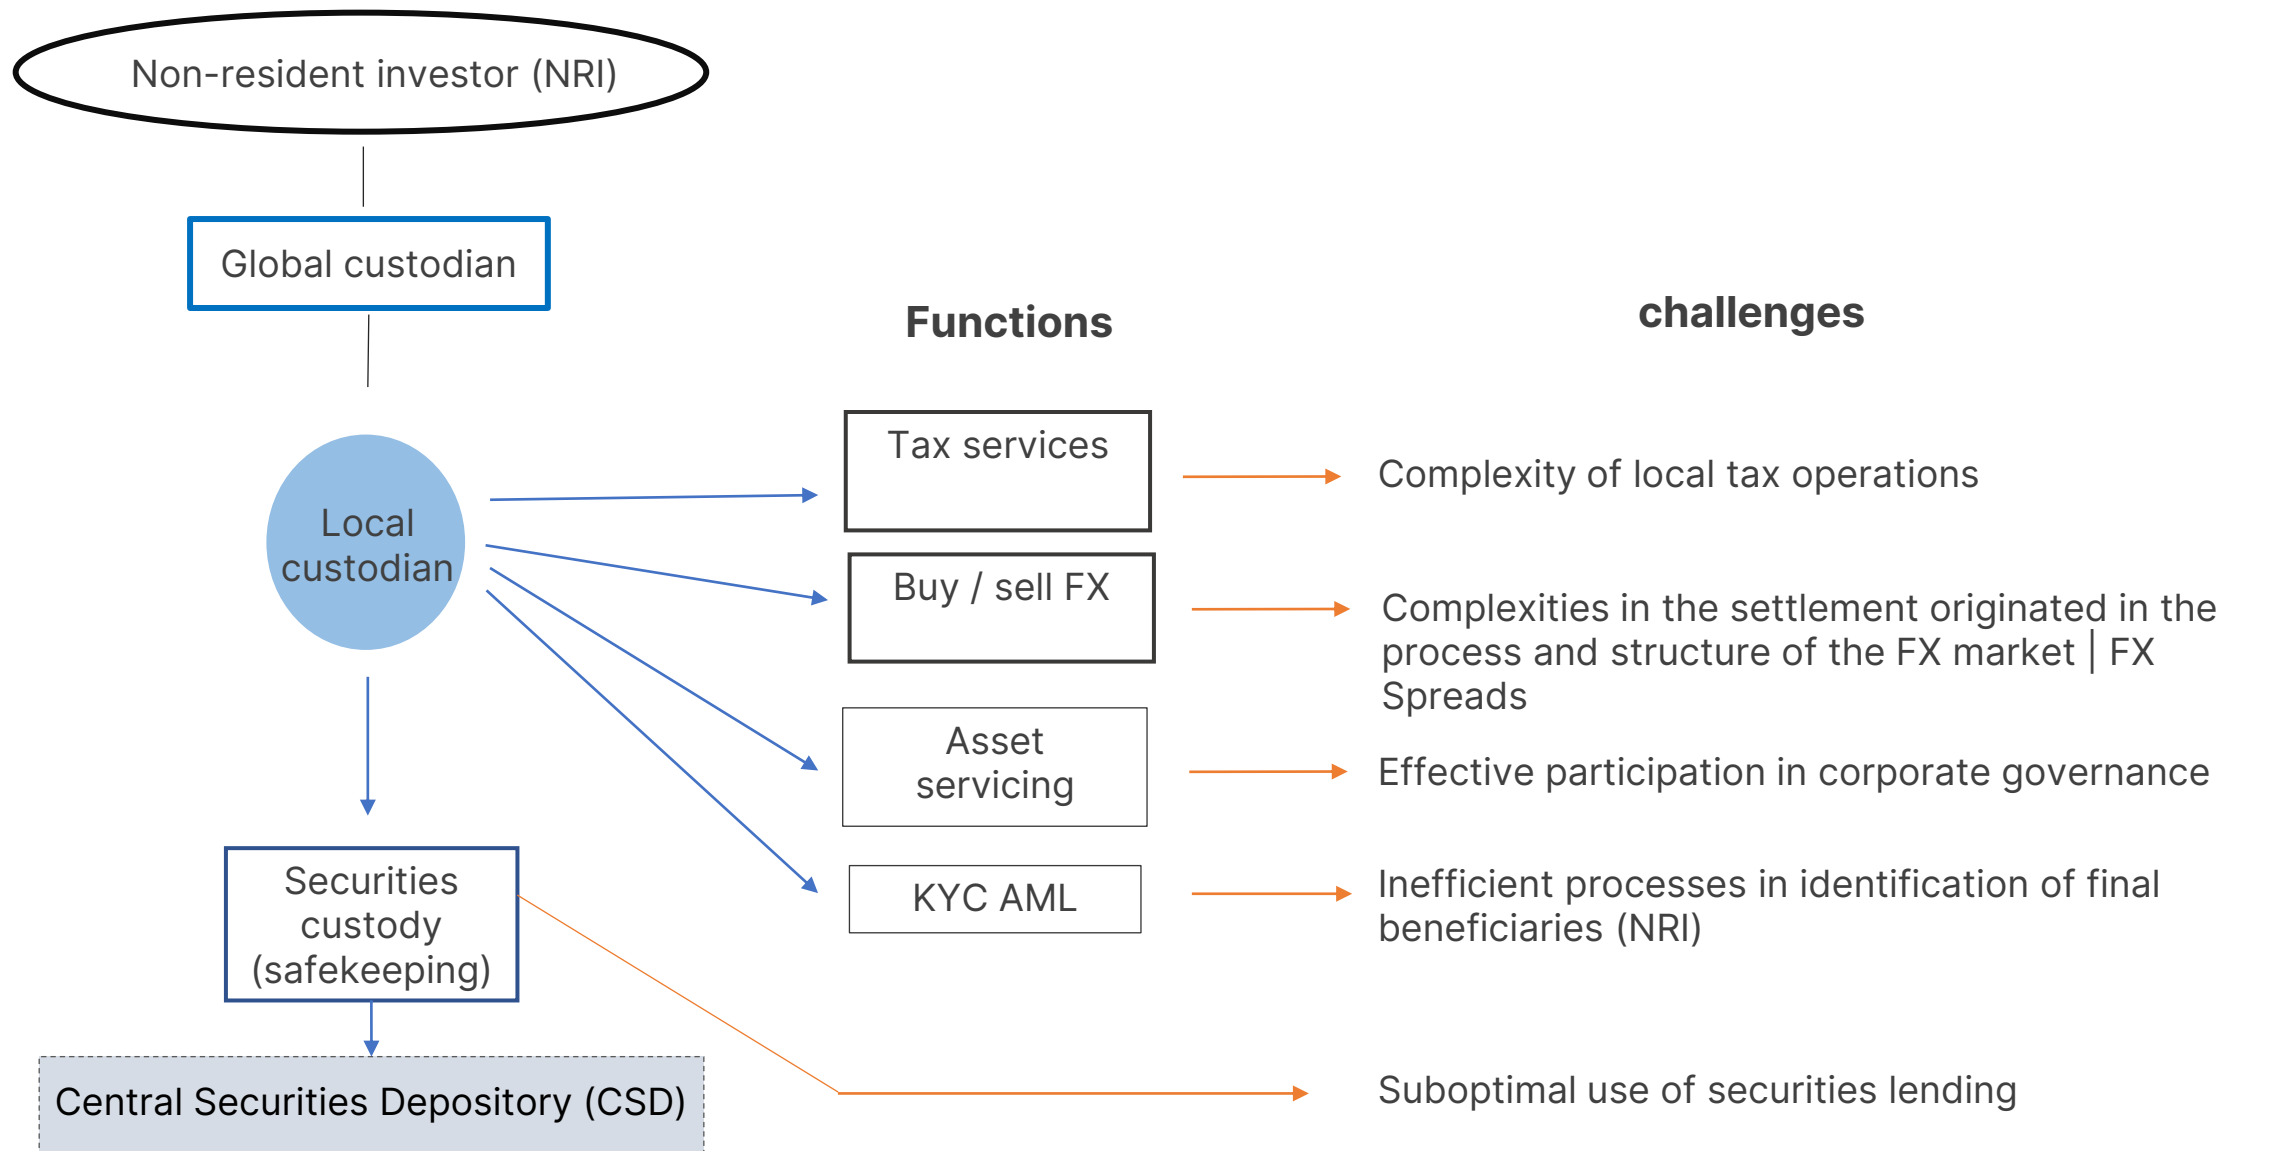 Non-resident investor (NRI)
Global custodian
Functions
challenges
Local
custodian
Tax services
Complexity of local tax operations
Buy / sell FX
Complexities in the settlement originated in the
process and structure of the FX market | FX
Spreads
Asset
servicing
Effective participation in corporate governance
KYC AML
Inefficient processes in identification of final
beneficiaries (NRI)
Securities
custody
(safekeeping)
Central Securities Depository (CSD)
Suboptimal use of securities lending